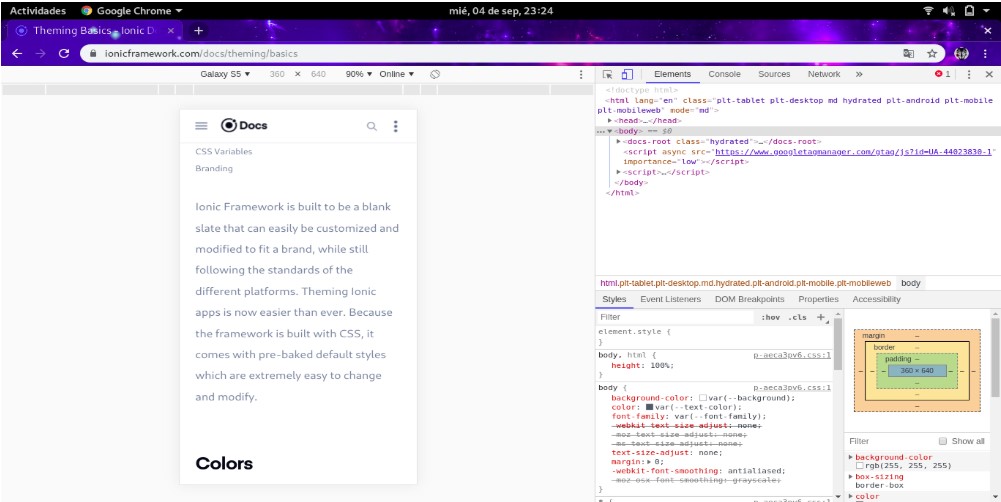 Actividades Google Chrome ▾ mié, 04 de sep, 23:24
Theming Basics - Ionic D × +
ionicframework.com/docs/theming/basics
Galaxy S5 ▼ 360 × 640 90% ▼ Online ▼
Elements Console Sources Network » 1
Docs
CSS Variables
Branding
Ionic Framework is built to be a blank
slate that can easily be customized and
modified to fit a brand, while still
following the standards of the
different platforms. Theming Ionic
apps is now easier than ever. Because
the framework is built with CSS, it
comes with pre-baked default styles
which are extremely easy to change
and modify.
Colors
<!doctype html>
<html lang="en" class="plt-tablet plt-desktop md hydrated plt-android plt-mobile
plt-mobileweb" mode="md">
▶<head>…</head>
…▼<body> == $0
▶<docs-root class="hydrated">…</docs-root>
<script async src="https://www.googletagmanager.com/gtag/js?id=UA-44023830-1"
importance="low"></script>
▶<script>…</script>
</body>
</html>
html.plt-tablet.plt-desktop.md.hydrated.plt-android.plt-mobile.plt-mobileweb body
Styles Event Listeners DOM Breakpoints Properties Accessibility
Filter :hov .cls +
element.style {
}
body, html { p-aeca3pv6.css:1
height: 100%;
}
body { p-aeca3pv6.css:1
background-color: var(--background);
color: var(--text-color);
font-family: var(--font-family);
-webkit-text-size-adjust: none;
-moz-text-size-adjust: none;
-ms-text-size-adjust: none;
text-size-adjust: none;
margin:▶ 0;
-webkit-font-smoothing: antialiased;
-moz-osx-font-smoothing: grayscale;
}
margin –
border –
padding –
– – – 360 × 640 – – –
–
–
–
Filter Show all
▶ background-color
rgb(255, 255, 255)
▶ box-sizing
border-box
▶ color